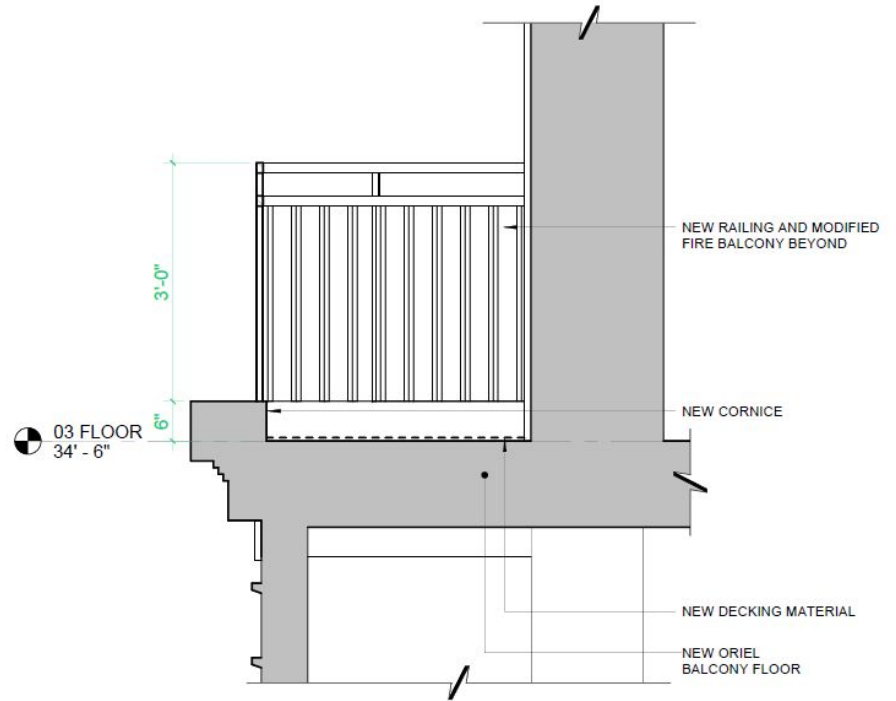 NEW RAILING AND MODIFIED
FIRE BALCONY BEYOND
3'-0"
NEW CORNICE
6"
03 FLOOR
34' - 6"
NEW DECKING MATERIAL
NEW ORIEL
BALCONY FLOOR